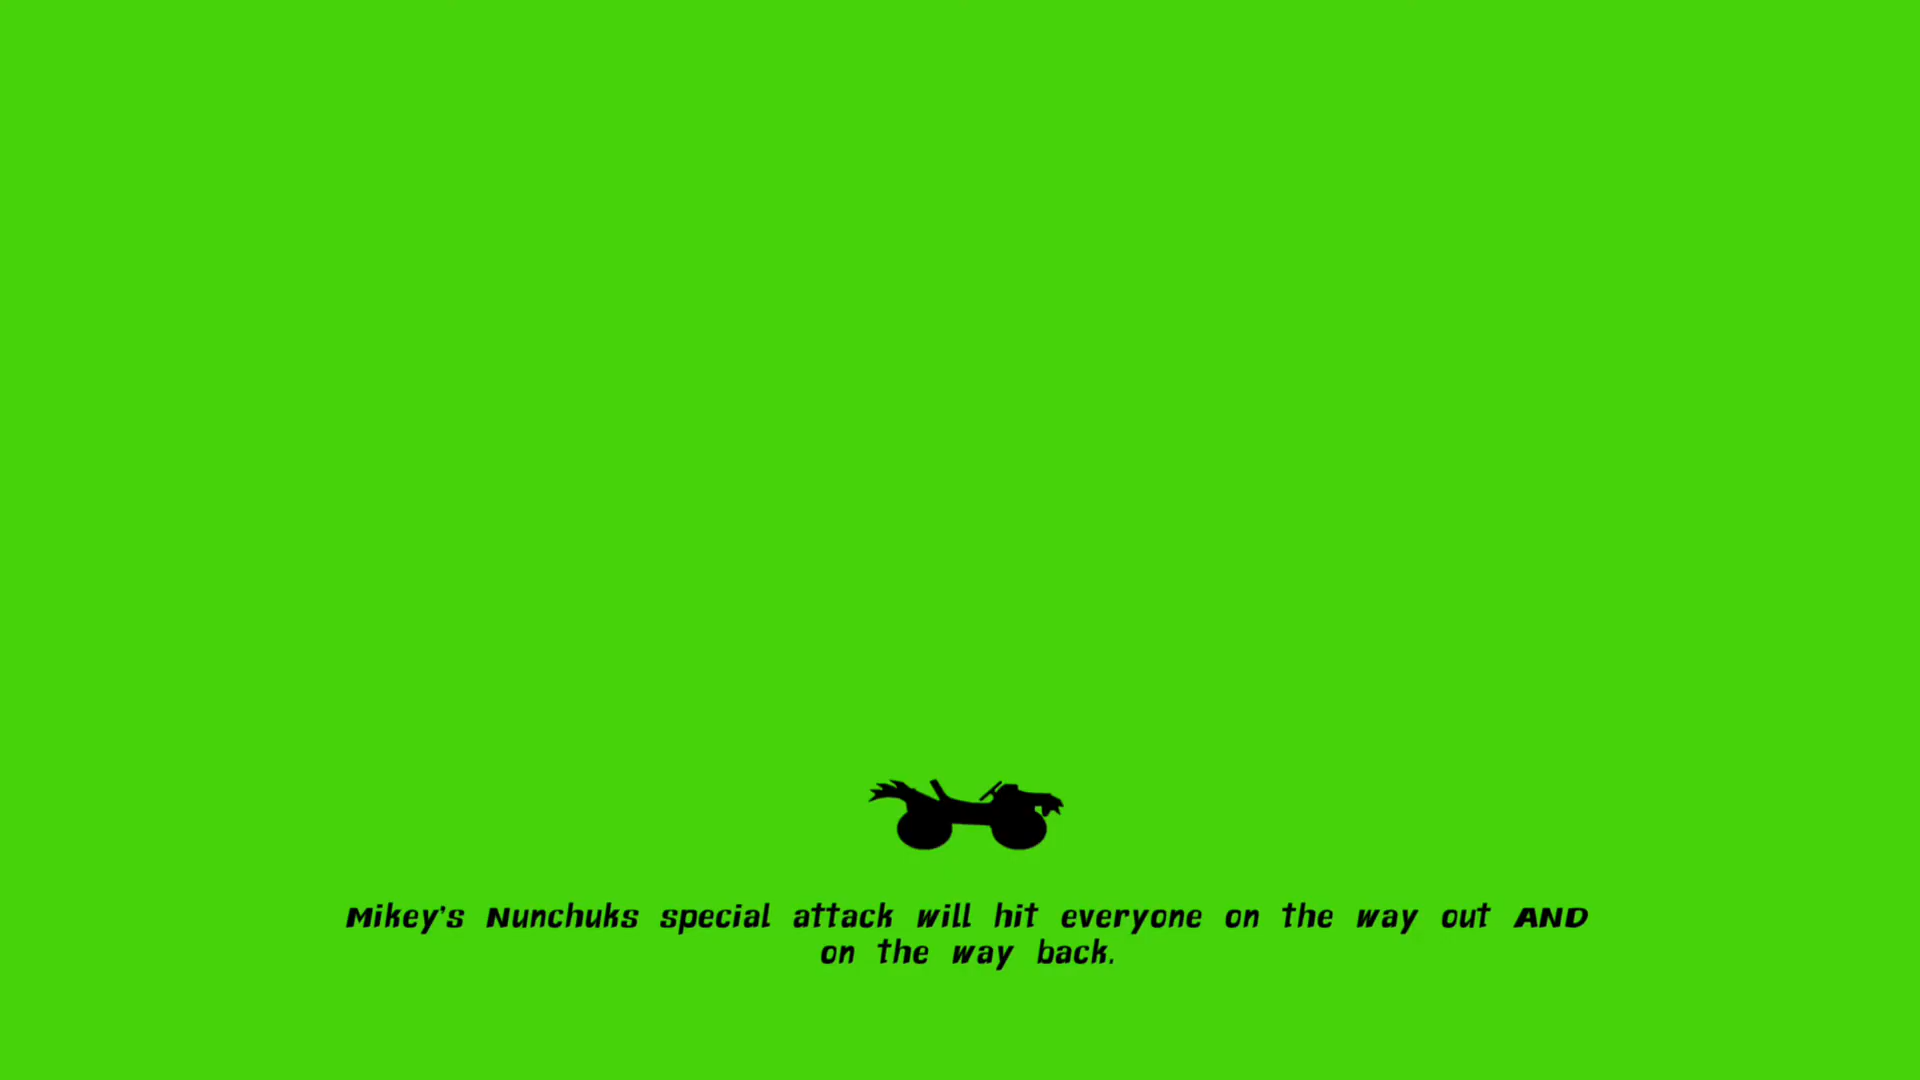 Mikey's Nunchuks special attack will hit everyone on the way out AND
on the way back.